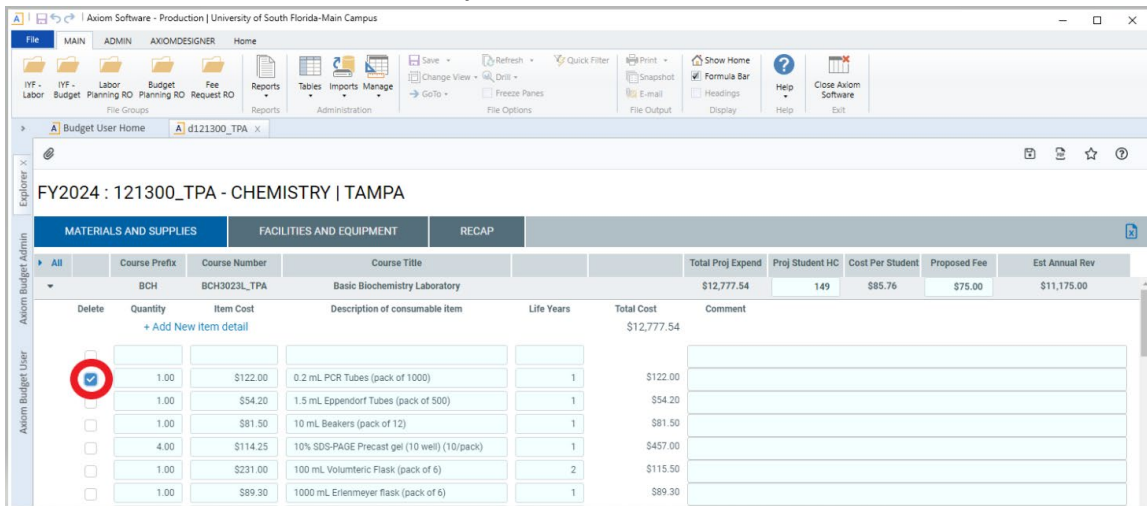 Axiom Software - Production | University of South Florida-Main Campus
File MAIN ADMIN AXIOMDESIGNER Home
IYF - Labor
IYF - Budget
Labor Planning RO
Budget Planning RO
Fee Request RO
Reports
Tables
Imports
Manage
Save
Change View
GoTo
Refresh
Drill
Freeze Panes
Quick Filter
Print
Snapshot
E-mail
Show Home
Formula Bar
Headings
Help
Close Axiom Software
File Groups Reports Administration File Options File Output Display Help Exit
Budget User Home d121300_TPA
Explorer
Axiom Budget Admin
Axiom Budget User
FY2024 : 121300_TPA - CHEMISTRY | TAMPA
MATERIALS AND SUPPLIES FACILITIES AND EQUIPMENT RECAP
All Course Prefix Course Number Course Title Total Proj Expend Proj Student HC Cost Per Student Proposed Fee Est Annual Rev
BCH BCH3023L_TPA Basic Biochemistry Laboratory $12,777.54 149 $85.76 $75.00 $11,175.00
Delete Quantity Item Cost Description of consumable item Life Years Total Cost Comment
+ Add New item detail $12,777.54
1.00 $122.00 0.2 mL PCR Tubes (pack of 1000) 1 $122.00
1.00 $54.20 1.5 mL Eppendorf Tubes (pack of 500) 1 $54.20
1.00 $81.50 10 mL Beakers (pack of 12) 1 $81.50
4.00 $114.25 10% SDS-PAGE Precast gel (10 well) (10/pack) 1 $457.00
1.00 $231.00 100 mL Volumteric Flask (pack of 6) 2 $115.50
1.00 $89.30 1000 mL Erlenmeyer flask (pack of 6) 1 $89.30